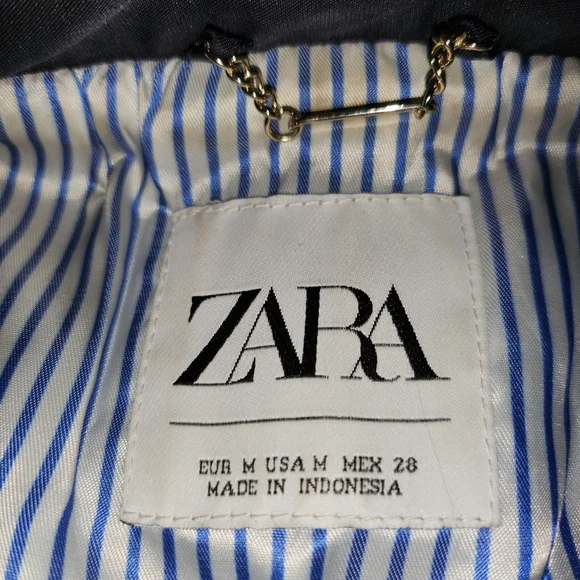 ZARA
EUR M USA M MEX 28
MADE IN INDONESIA